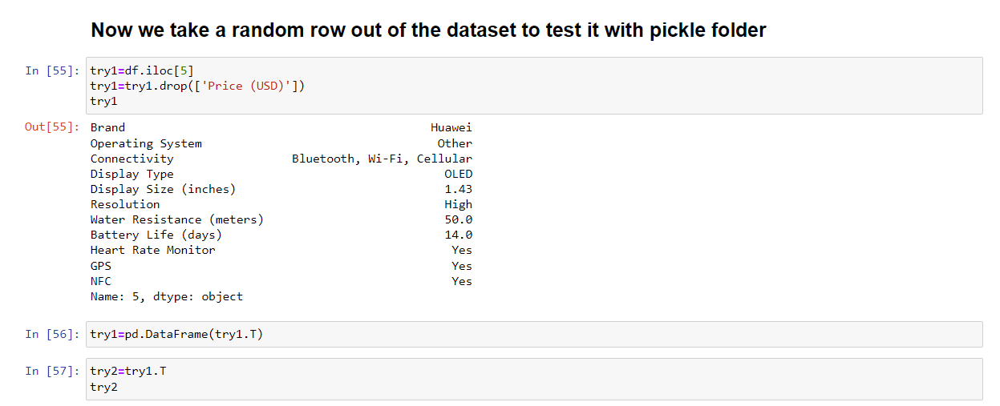 Now we take a random row out of the dataset to test it with pickle folder
In [55]: try1=df.iloc[5]
try1=try1.drop(['Price (USD)'])
try1
Out[55]: Brand Huawei
Operating System Other
Connectivity Bluetooth, Wi-Fi, Cellular
Display Type OLED
Display Size (inches) 1.43
Resolution High
Water Resistance (meters) 50.0
Battery Life (days) 14.0
Heart Rate Monitor Yes
GPS Yes
NFC Yes
Name: 5, dtype: object
In [56]: try1=pd.DataFrame(try1.T)
In [57]: try2=try1.T
try2